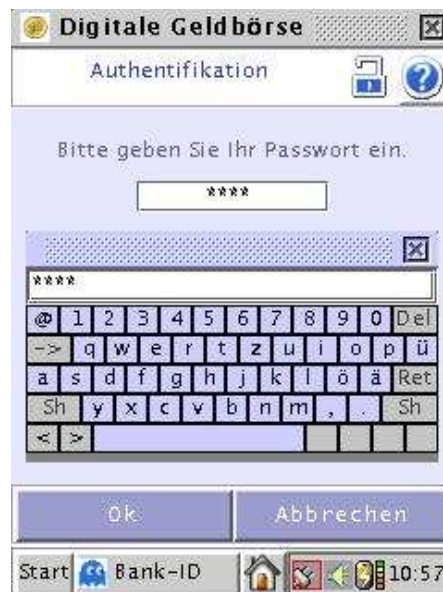 Digitale Geldbörse
Authentifikation
Bitte geben Sie Ihr Passwort ein.
****
****
@ 1 2 3 4 5 6 7 8 9 0 Del
-> q w e r t z u i o p ü
a s d f g h j k l ö ä Ret
Sh y x c v b n m , . Sh
< >
Ok Abbrechen
Start Bank-ID 10:57